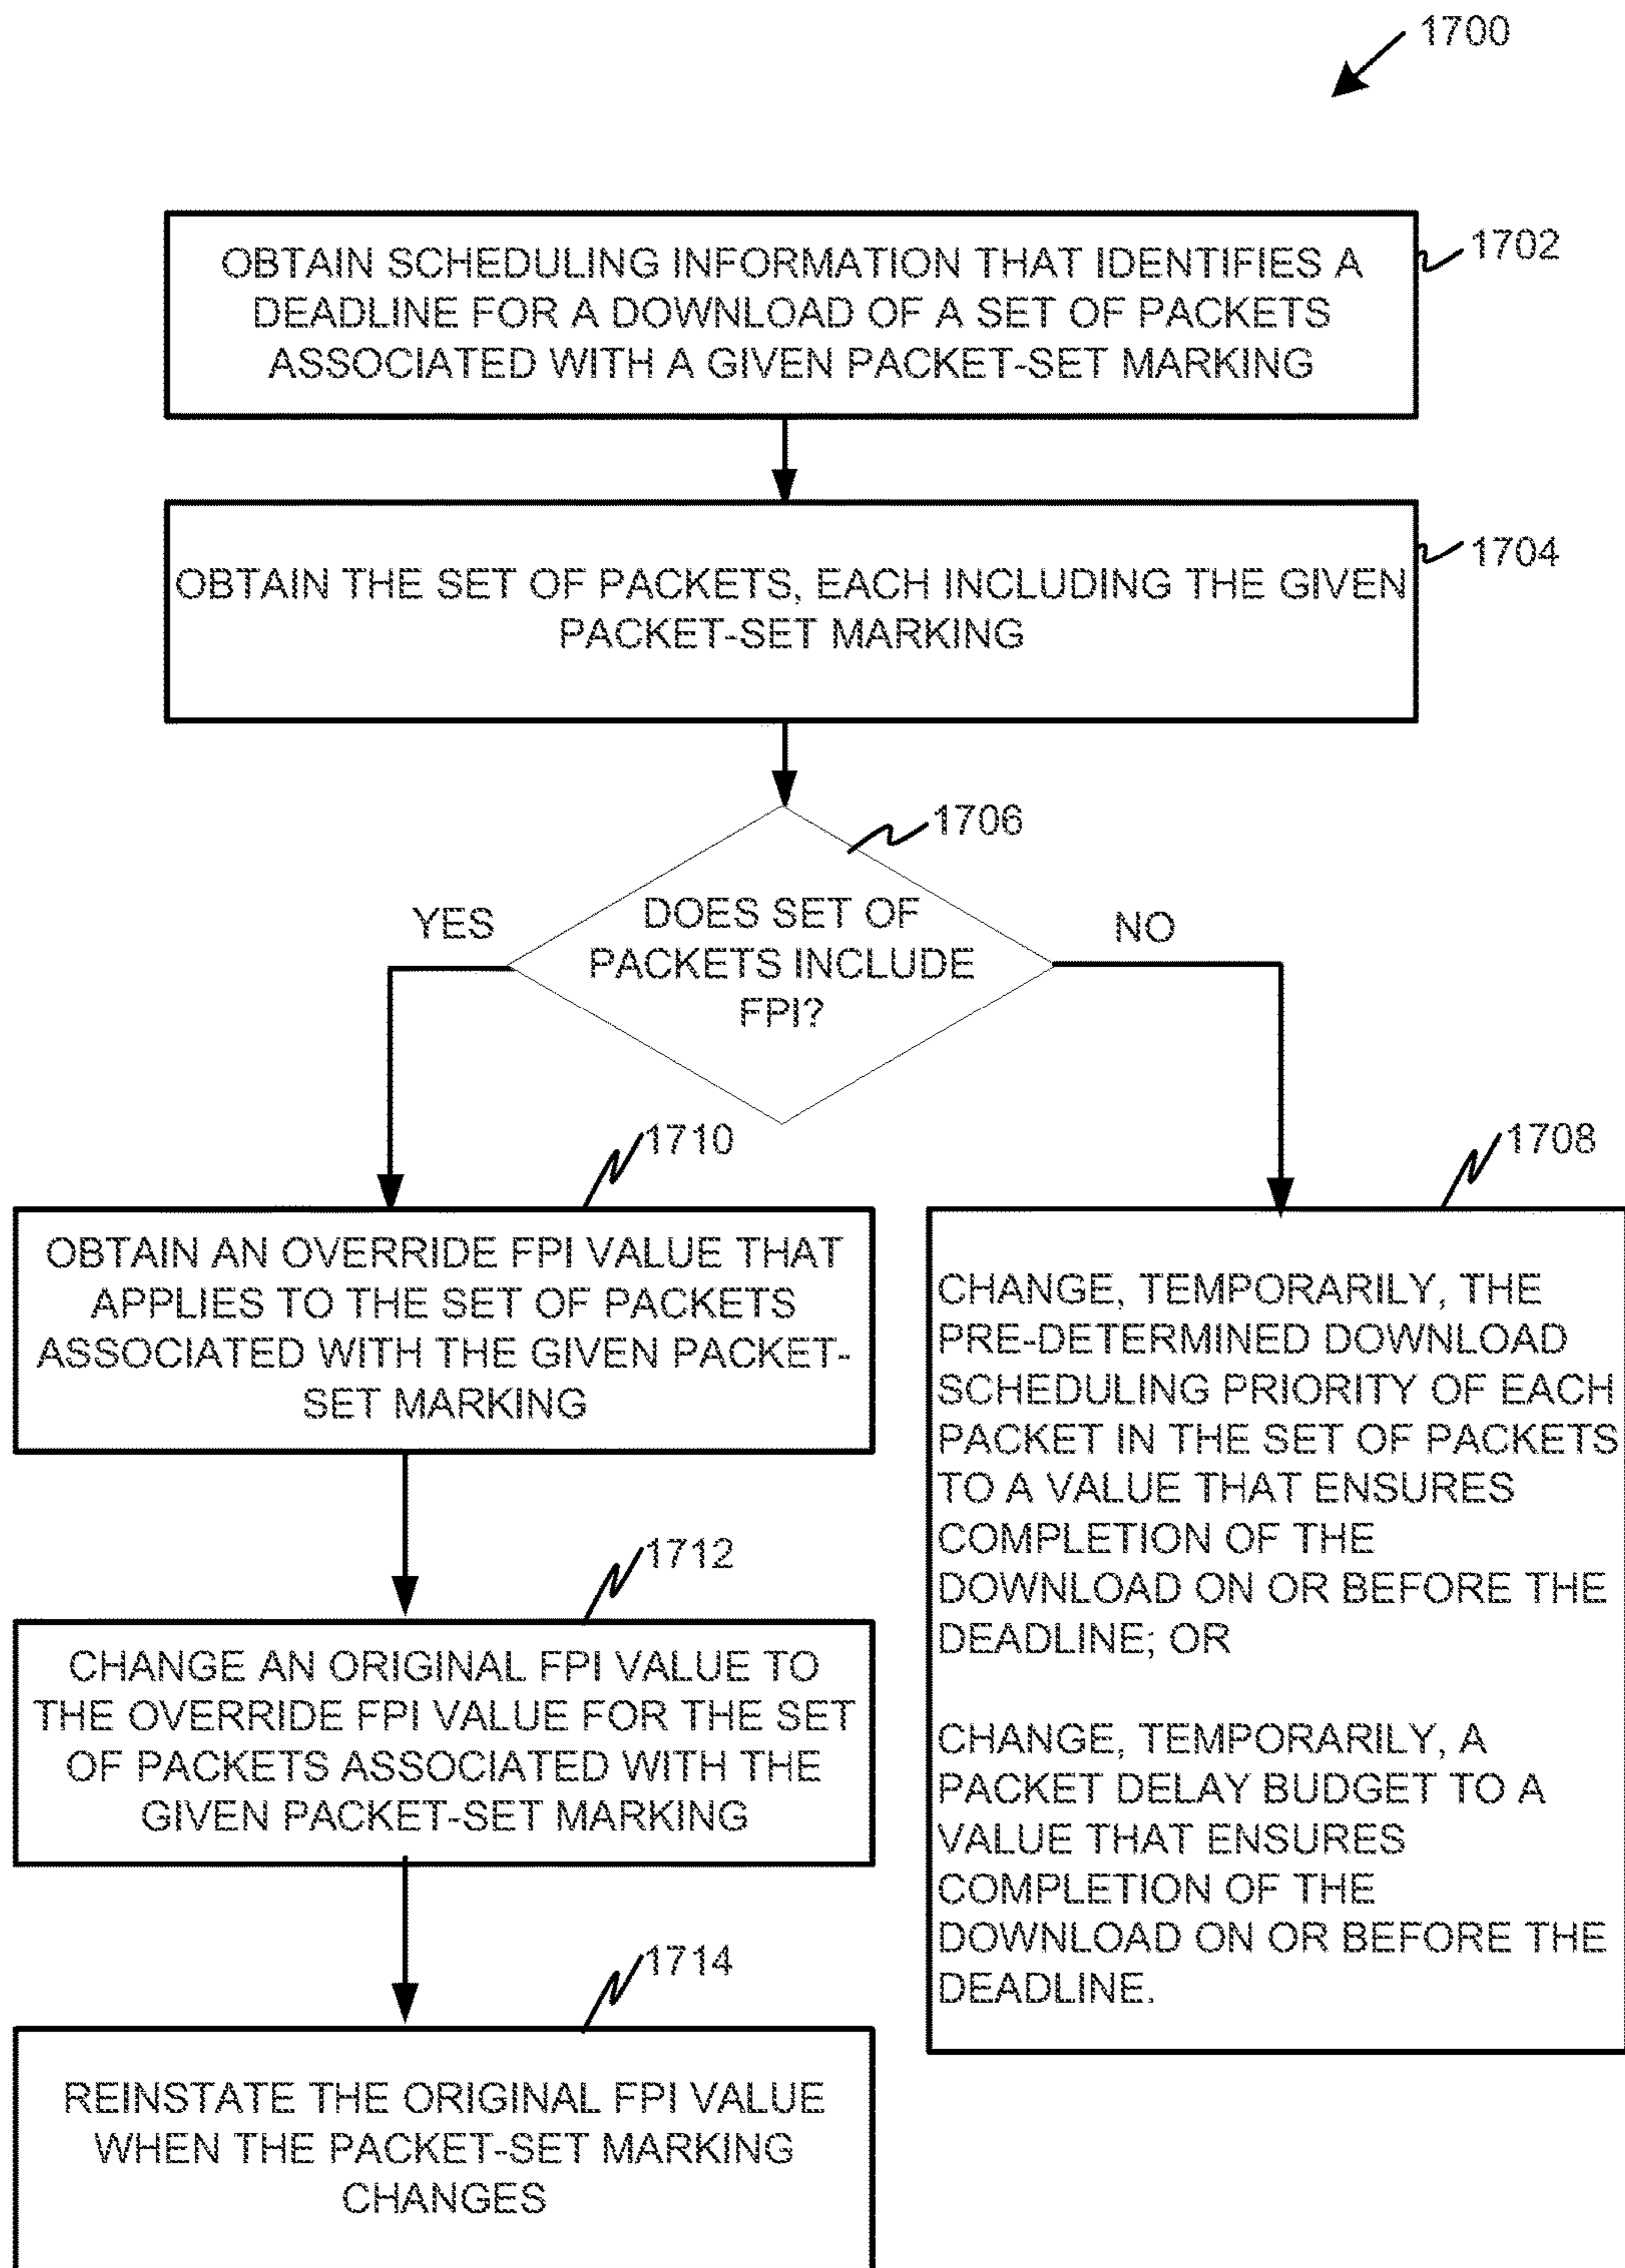 1700
OBTAIN SCHEDULING INFORMATION THAT IDENTIFIES A
DEADLINE FOR A DOWNLOAD OF A SET OF PACKETS
ASSOCIATED WITH A GIVEN PACKET-SET MARKING
1702
OBTAIN THE SET OF PACKETS, EACH INCLUDING THE GIVEN
PACKET-SET MARKING
1704
1706
DOES SET OF
PACKETS INCLUDE
FPI?
YES
NO
1710
OBTAIN AN OVERRIDE FPI VALUE THAT
APPLIES TO THE SET OF PACKETS
ASSOCIATED WITH THE GIVEN PACKET-
SET MARKING
1712
CHANGE AN ORIGINAL FPI VALUE TO
THE OVERRIDE FPI VALUE FOR THE SET
OF PACKETS ASSOCIATED WITH THE
GIVEN PACKET-SET MARKING
1714
REINSTATE THE ORIGINAL FPI VALUE
WHEN THE PACKET-SET MARKING
CHANGES
1708
CHANGE, TEMPORARILY, THE
PRE-DETERMINED DOWNLOAD
SCHEDULING PRIORITY OF EACH
PACKET IN THE SET OF PACKETS
TO A VALUE THAT ENSURES
COMPLETION OF THE
DOWNLOAD ON OR BEFORE THE
DEADLINE; OR
CHANGE, TEMPORARILY, A
PACKET DELAY BUDGET TO A
VALUE THAT ENSURES
COMPLETION OF THE
DOWNLOAD ON OR BEFORE THE
DEADLINE.